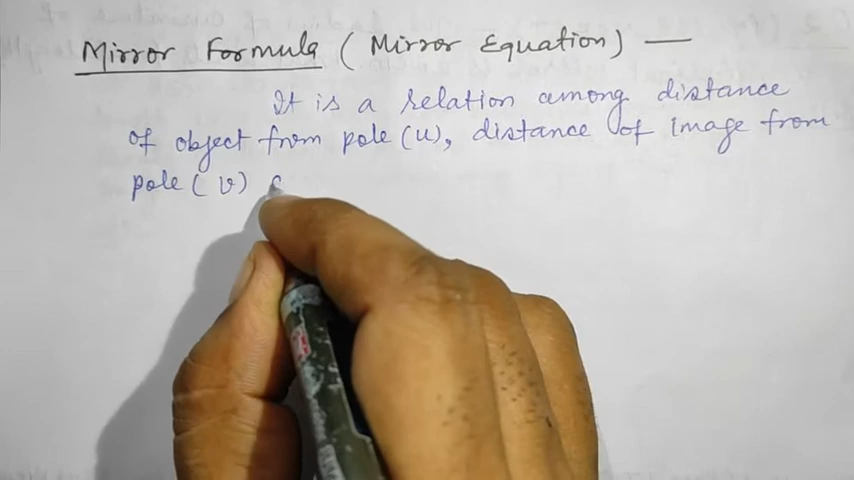 Mirror Formula ( Mirror Equation ) —
It is a relation among distance
of object from pole (u), distance of image from
pole ( v)